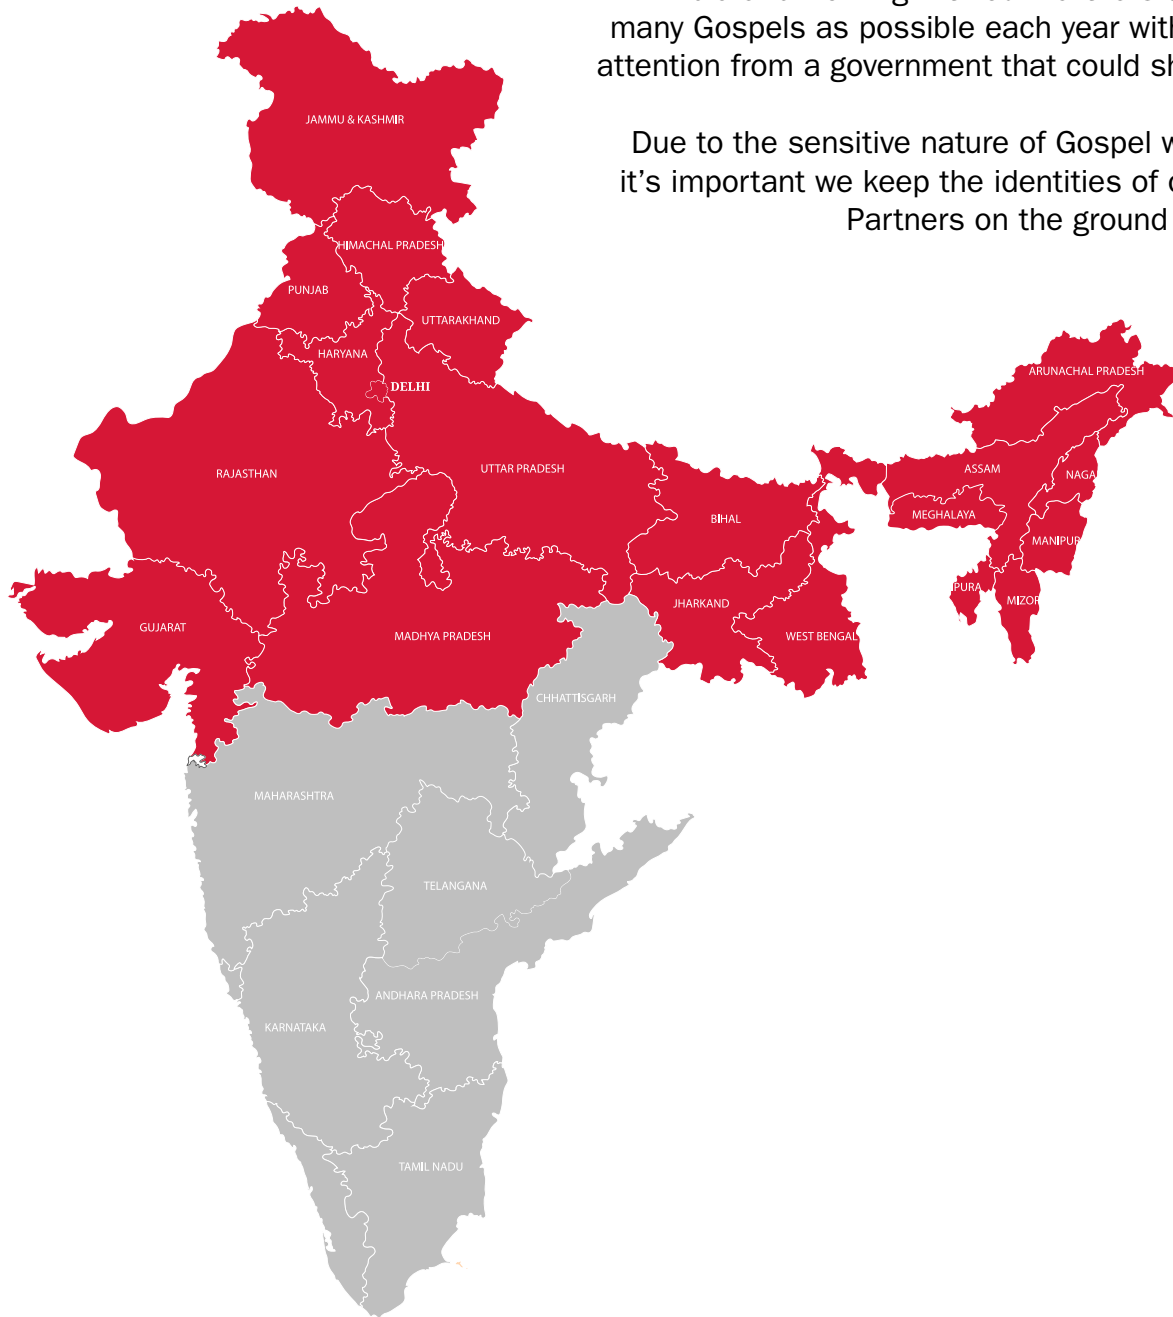 many Gospels as possible each year with
attention from a government that could sh
Due to the sensitive nature of Gospel w
it's important we keep the identities of
Partners on the ground
JAMMU & KASHMIR
HIMACHAL PRADESH
PUNJAB
UTTARAKHAND
HARYANA
DELHI
ARUNACHAL PRADESH
RAJASTHAN
UTTAR PRADESH
ASSAM
NAGA
BIHAL
MEGHALAYA
MANIPUR
PURA
MIZOR
JHARKAND
GUJARAT
MADHYA PRADESH
WEST BENGAL
CHHATTISGARH
MAHARASHTRA
TELANGANA
ANDHARA PRADESH
KARNATAKA
TAMIL NADU